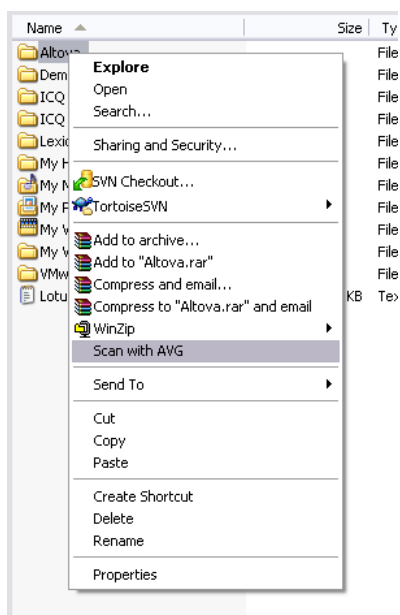 Name Size Ty
Altova File
Dem File
ICQ File
ICQ File
Lexic File
My H File
My M File
My P File
My V File
My V File
VMw File
Lotu KB Tex
Explore
Open
Search...
Sharing and Security...
SVN Checkout...
TortoiseSVN
Add to archive...
Add to "Altova.rar"
Compress and email...
Compress to "Altova.rar" and email
WinZip
Scan with AVG
Send To
Cut
Copy
Paste
Create Shortcut
Delete
Rename
Properties